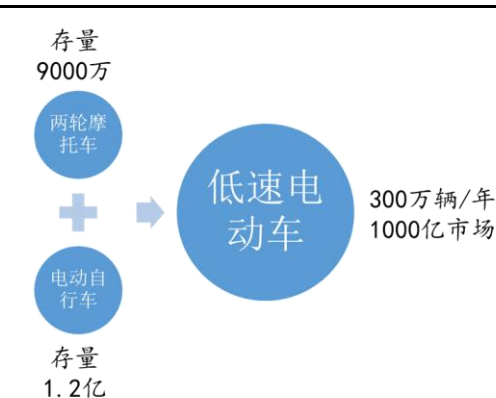 存量
9000万
两轮摩
托车
低速电
动车
300万辆/年
1000亿市场
电动自
行车
存量
1.2亿